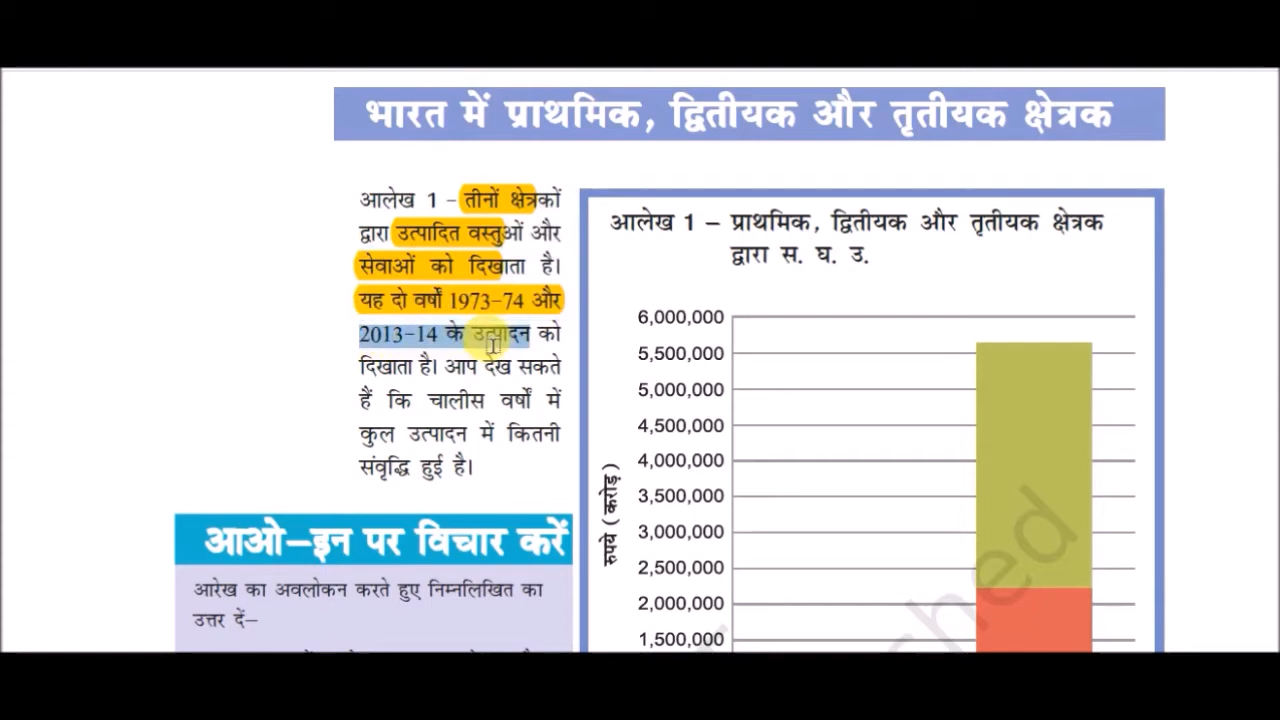 भारत में प्राथमिक, द्वितीयक और तृतीयक क्षेत्रक
आलेख 1 – तीनों क्षेत्रकों
द्वारा उत्पादित वस्तुओं और
सेवाओं को दिखाता है।
यह दो वर्षों 1973-74 और
2013-14 के उत्पादन को
दिखाता है। आप देख सकते
हैं कि चालीस वर्षों में
कुल उत्पादन में कितनी
संवृद्धि हुई है।
आओ-इन पर विचार करें
आरेख का अवलोकन करते हुए निम्नलिखित का
उत्तर दें–
आलेख 1 – प्राथमिक, द्वितीयक और तृतीयक क्षेत्रक
द्वारा स. घ. उ.
रुपये (करोड़)
6,000,000
5,500,000
5,000,000
4,500,000
4,000,000
3,500,000
3,000,000
2,500,000
2,000,000
1,500,000